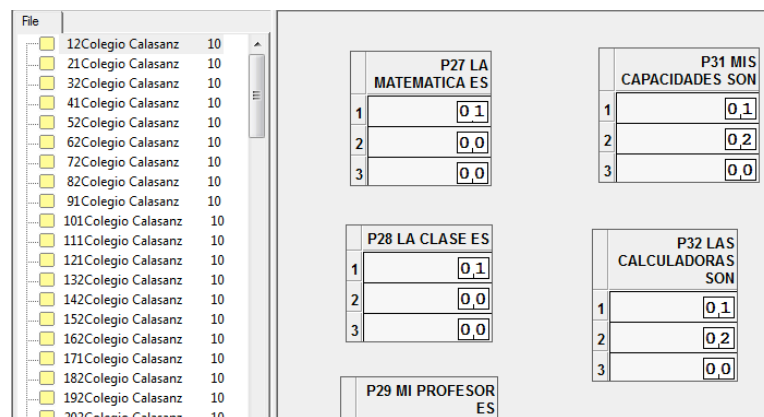 File
12Colegio Calasanz 10
21Colegio Calasanz 10
32Colegio Calasanz 10
41Colegio Calasanz 10
52Colegio Calasanz 10
62Colegio Calasanz 10
72Colegio Calasanz 10
82Colegio Calasanz 10
91Colegio Calasanz 10
101Colegio Calasanz 10
111Colegio Calasanz 10
121Colegio Calasanz 10
132Colegio Calasanz 10
142Colegio Calasanz 10
152Colegio Calasanz 10
162Colegio Calasanz 10
171Colegio Calasanz 10
182Colegio Calasanz 10
192Colegio Calasanz 10
202Colegio Calasanz 10
P27 LA
MATEMATICA ES
1 0 1
2 0,0
3 0,0
P28 LA CLASE ES
1 0,1
2 0,0
3 0,0
P29 MI PROFESOR
ES
P31 MIS
CAPACIDADES SON
1 0,1
2 0,2
3 0,0
P32 LAS
CALCULADORAS
SON
1 0,1
2 0,2
3 0,0